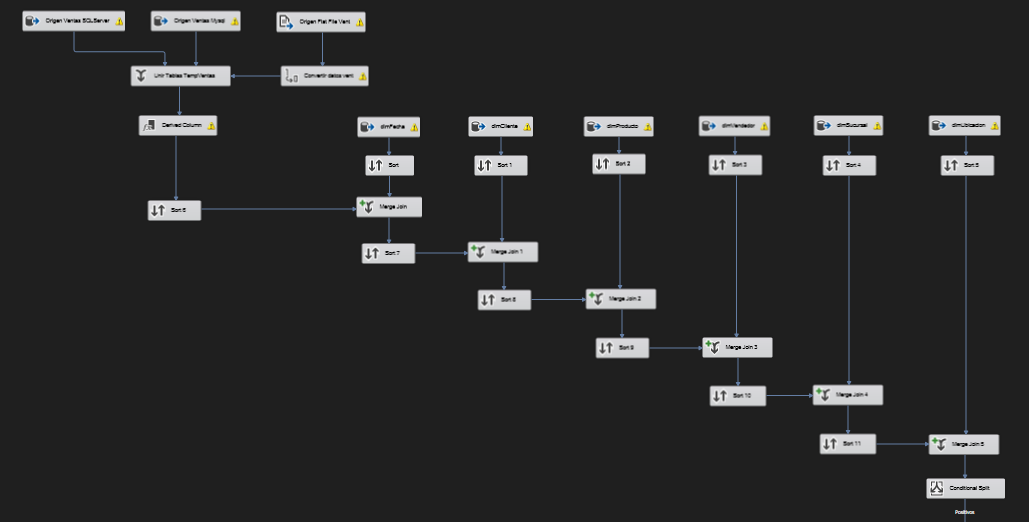 Origen Ventas SQLServer
Origen Ventas Mysql
Origen Flat File Vent
Unir Tablas TempVentas
Convertir datos vent
Derived Column
dimFecha
dimCliente
dimProducto
dimVendedor
dimSucursal
dimUbicacion
Sort
Sort 1
Sort 2
Sort 3
Sort 4
Sort 5
Sort 6
Merge Join
Sort 7
Merge Join 1
Sort 8
Merge Join 2
Sort 9
Merge Join 3
Sort 10
Merge Join 4
Sort 11
Merge Join 5
Conditional Split
Positivos